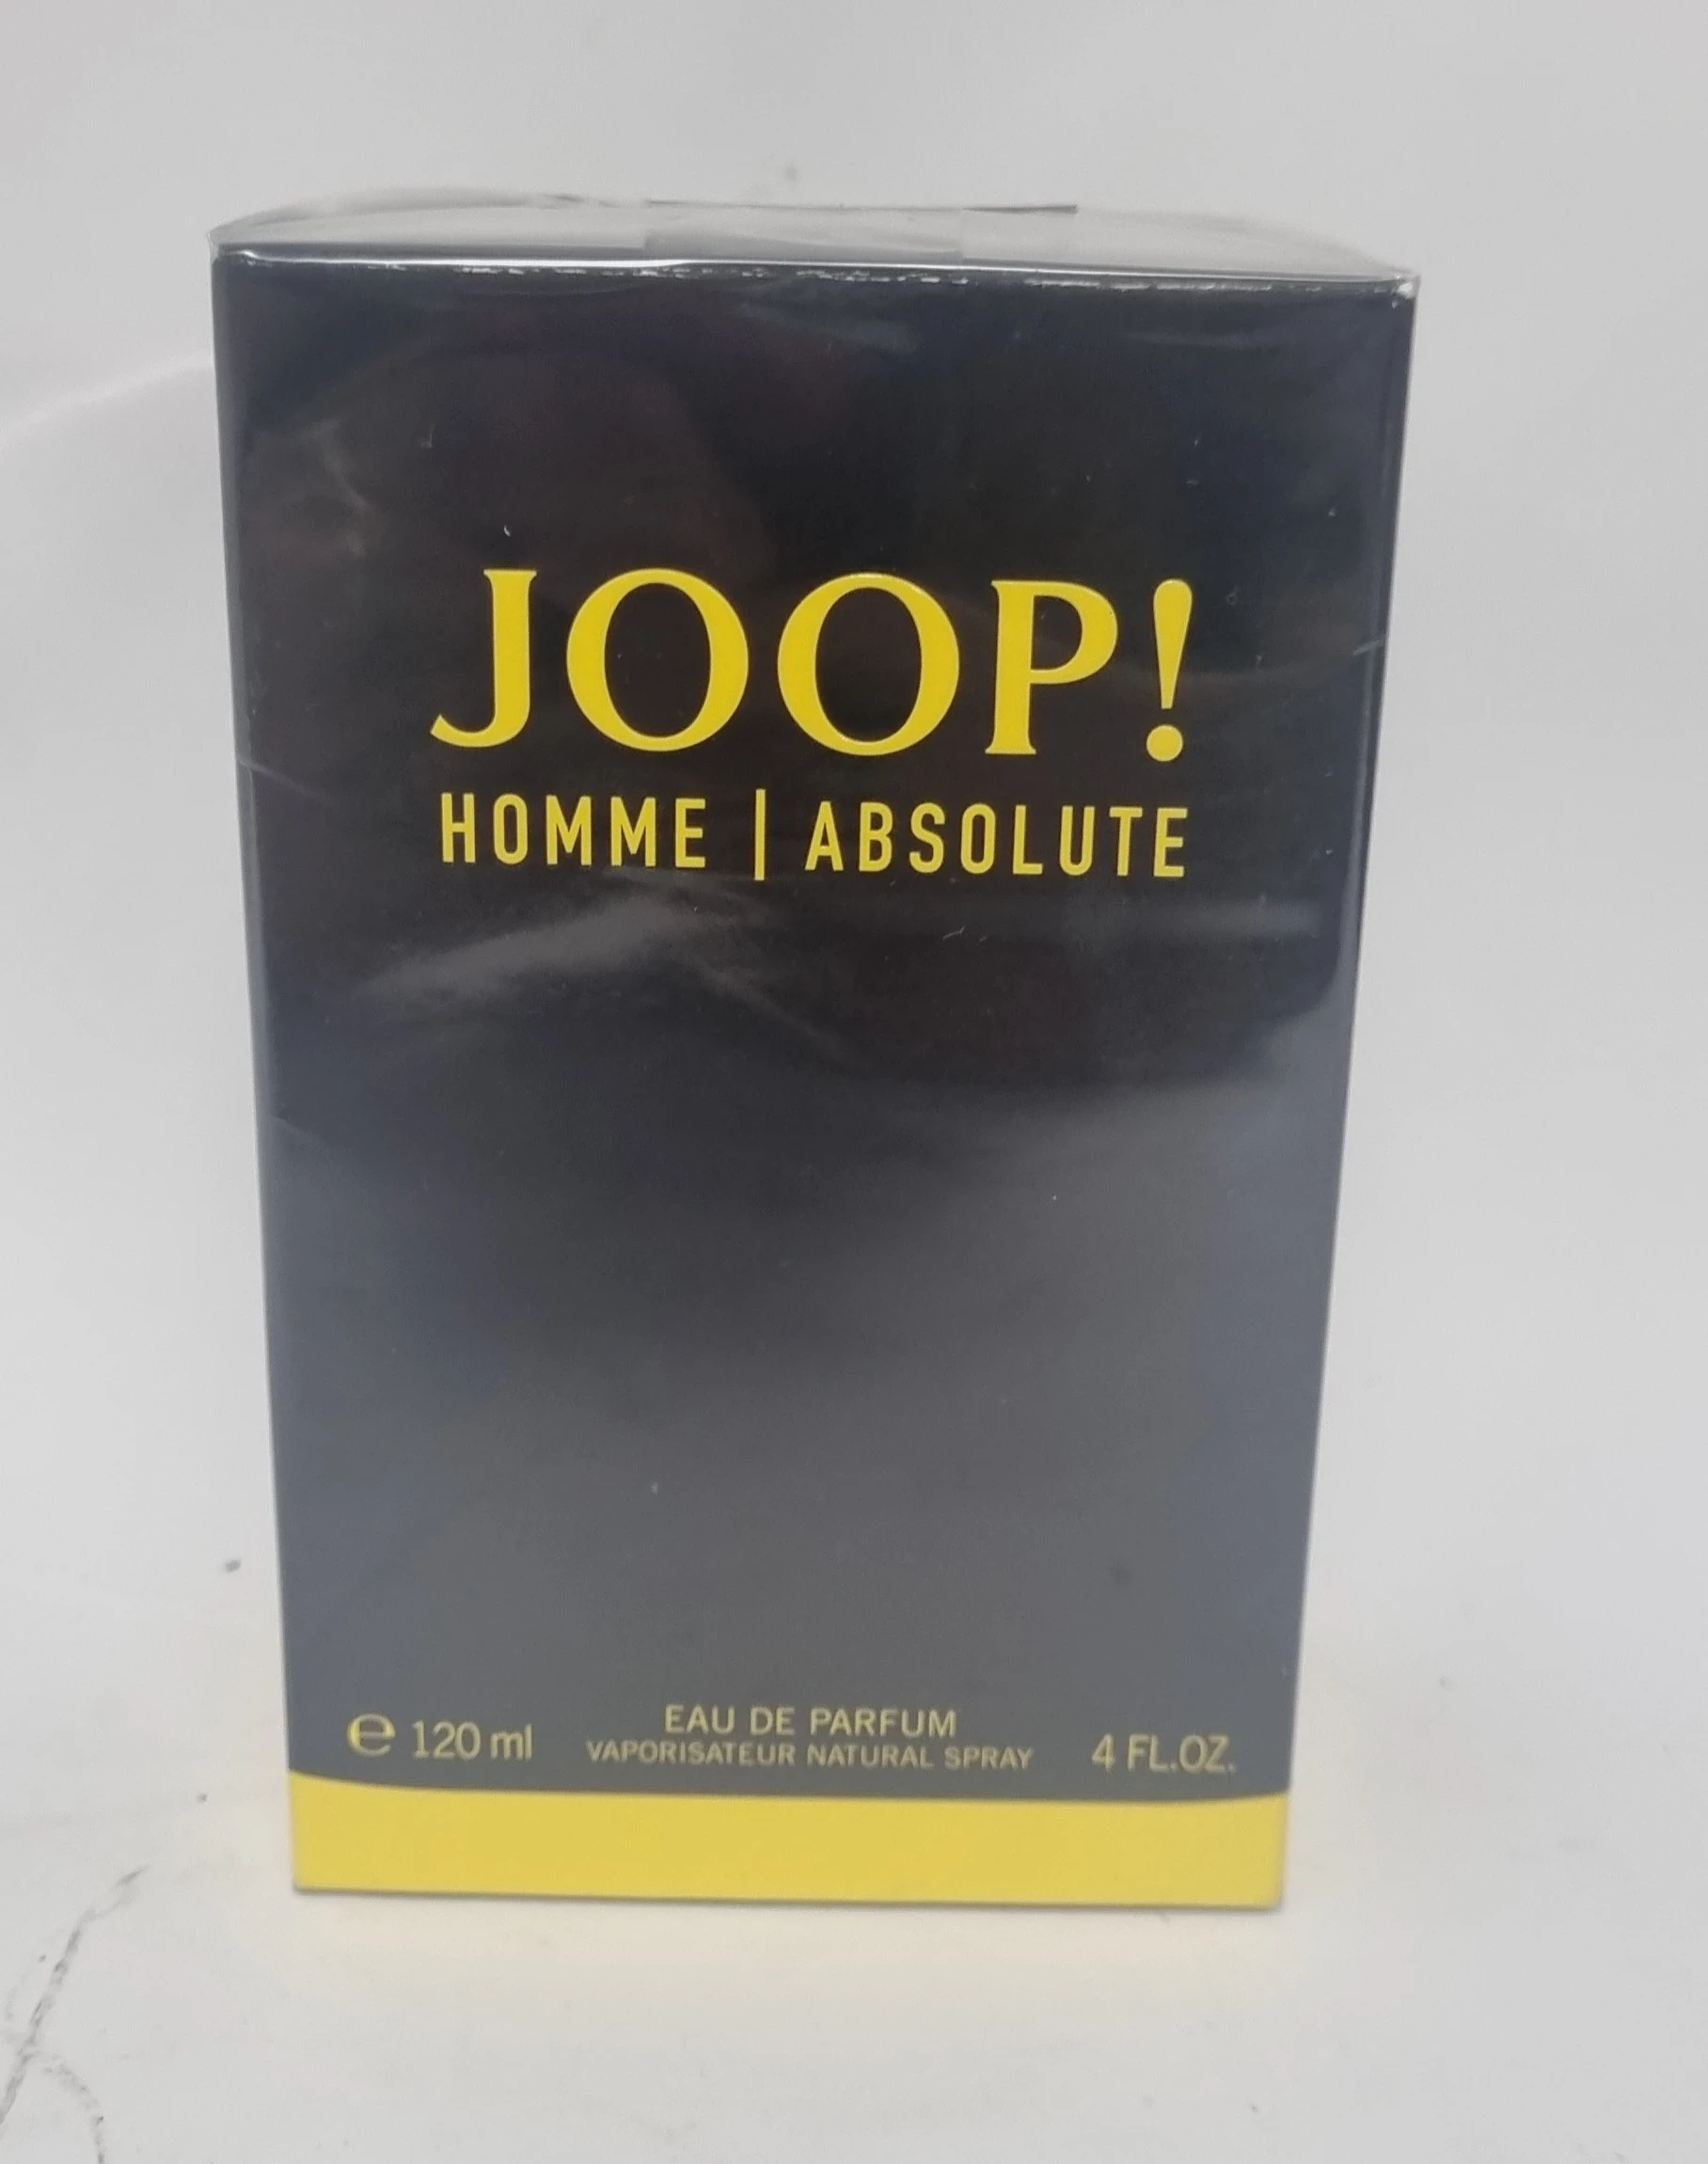 JOOP!
HOMME | ABSOLUTE
℮ 120 ml
EAU DE PARFUM
VAPORISATEUR NATURAL SPRAY
4 FL.OZ.